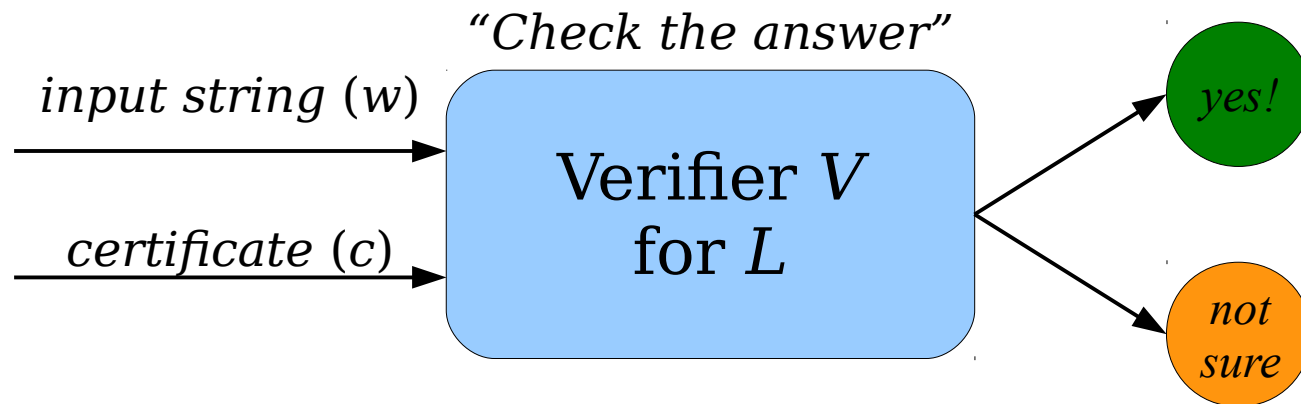 “Check the answer”
input string (w)
certificate (c)
Verifier V
for L
yes!
not
sure